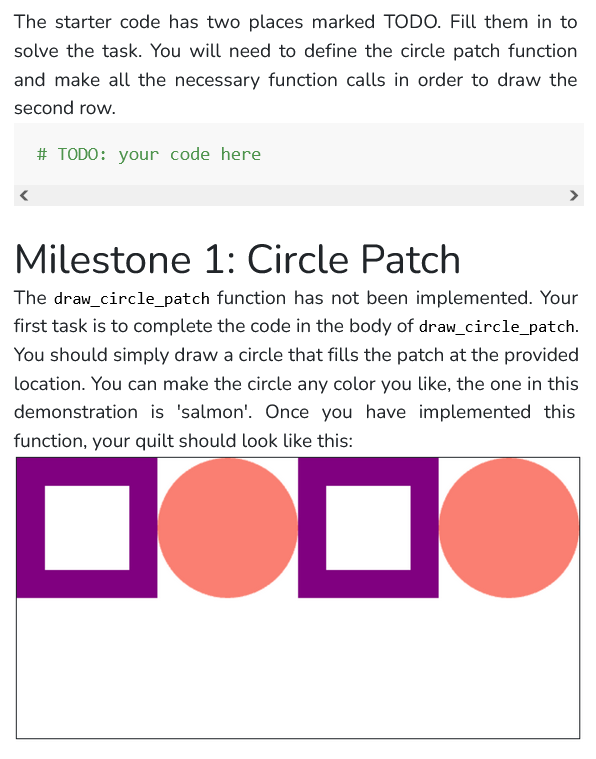 The starter code has two places marked TODO. Fill them in to
solve the task. You will need to define the circle patch function
and make all the necessary function calls in order to draw the
second row.
# TODO: your code here
Milestone 1: Circle Patch
The draw_circle_patch function has not been implemented. Your
first task is to complete the code in the body of draw_circle_patch.
You should simply draw a circle that fills the patch at the provided
location. You can make the circle any color you like, the one in this
demonstration is 'salmon'. Once you have implemented this
function, your quilt should look like this: